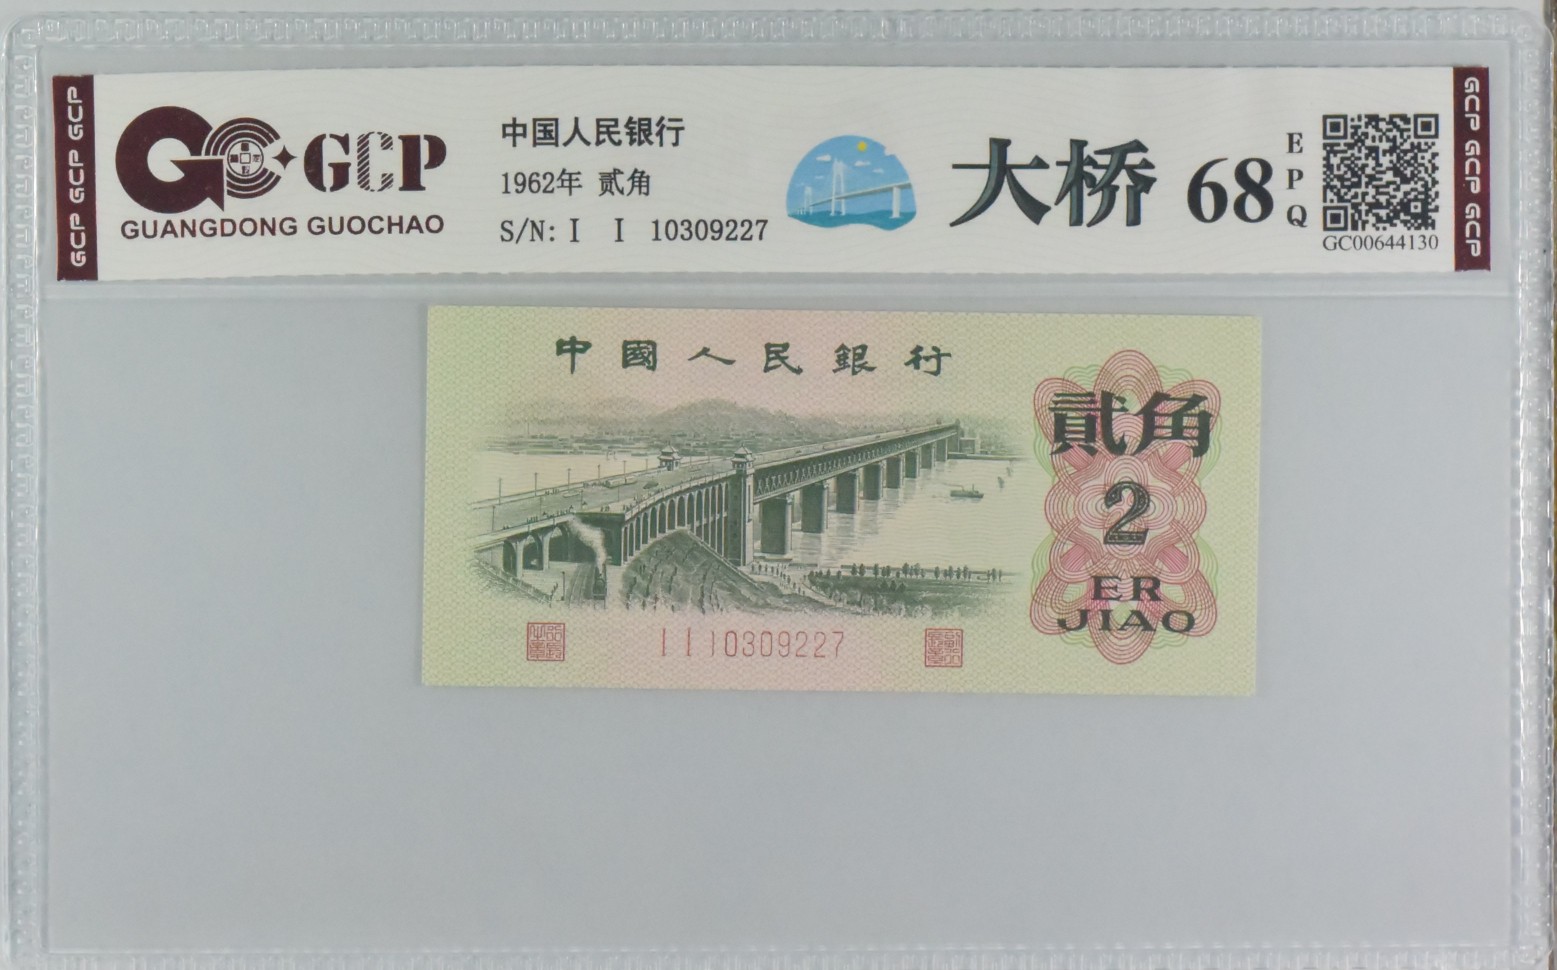 GCP GCP GCP
GCP
GUANGDONG GUOCHAO
中国人民银行
1962年 贰角
S/N: I I 10309227
大桥 68
EPQ
GC00644130
GCP GCP GCP
中國人民銀行
貳角
2
ER
JIAO
I I 10309227